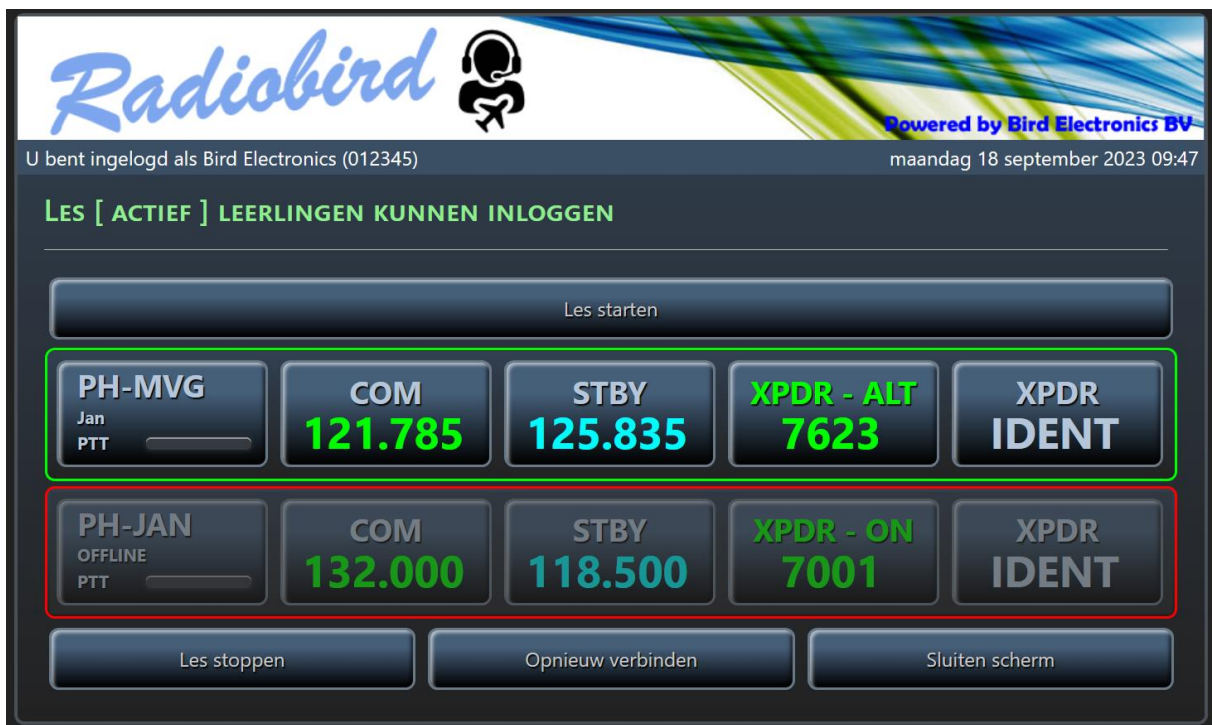 Radiobird
Powered by Bird Electronics BV
U bent ingelogd als Bird Electronics (012345) maandag 18 september 2023 09:47
Les [ actief ] leerlingen kunnen inloggen
Les starten
PH-MVG
Jan
PTT
COM
121.785
STBY
125.835
XPDR - ALT
7623
XPDR
IDENT
PH-JAN
OFFLINE
PTT
COM
132.000
STBY
118.500
XPDR - ON
7001
XPDR
IDENT
Les stoppen
Opnieuw verbinden
Sluiten scherm